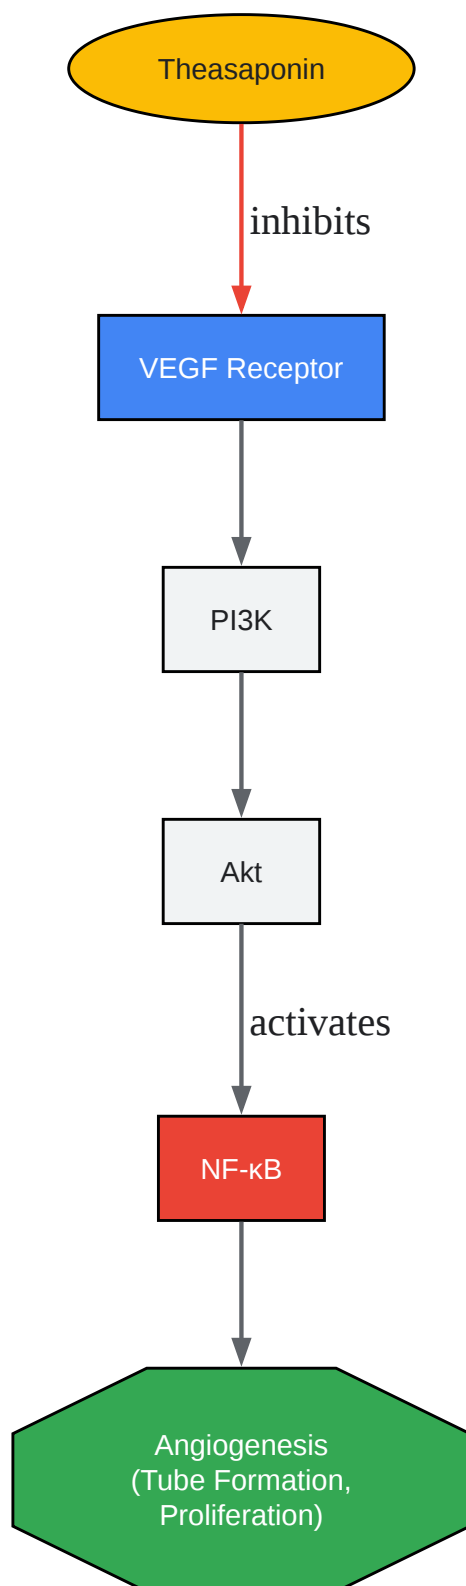 Theasaponin
inhibits
VEGF Receptor
PI3K
Akt
activates
NF-κB
Angiogenesis
(Tube Formation,
Proliferation)